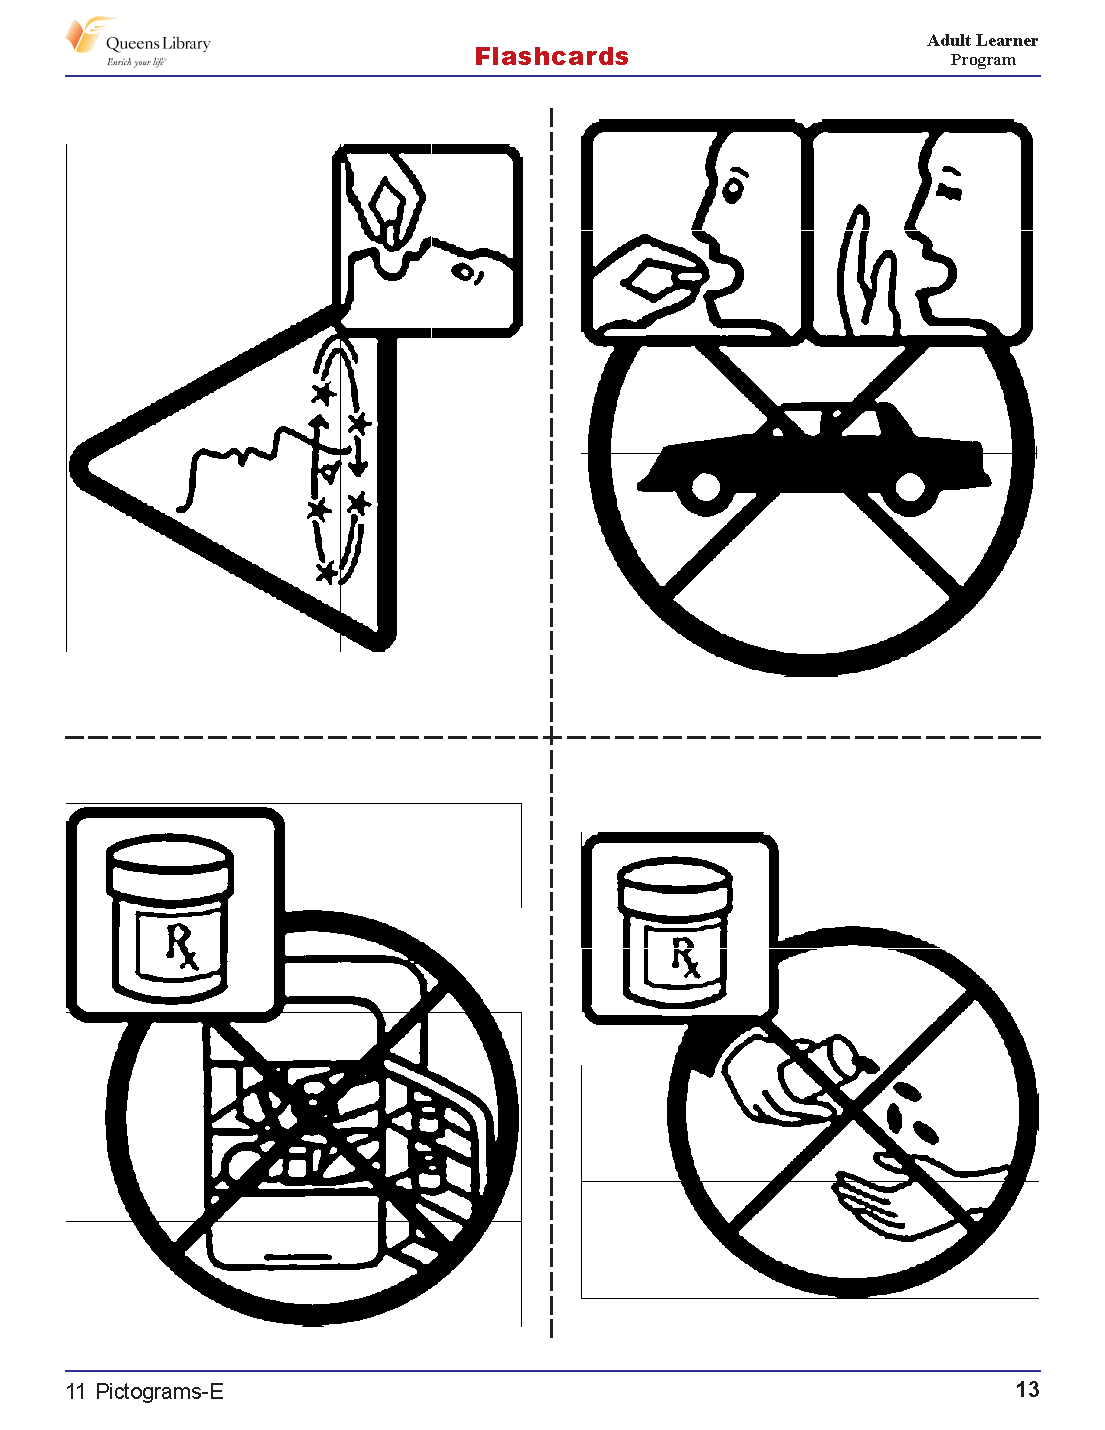 Queens Library
Enrich your life®
Flashcards
Adult Learner
Program
Rx
Rx
11 Pictograms-E
13